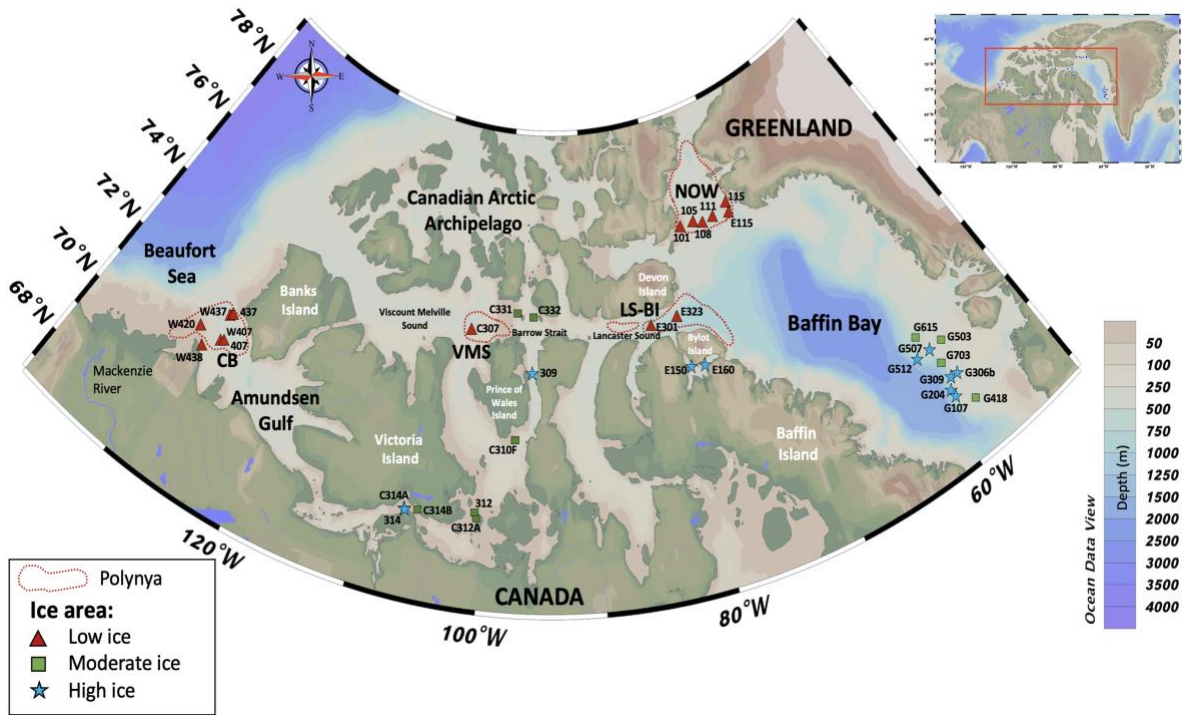 78°N
76°N
74°N
72°N
70°N
68°N
N
W
E
S
GREENLAND
Canadian Arctic
Archipelago
NOW
115
111
105
E115
101
108
Beaufort
Sea
Banks
Island
Devon
Island
W437
437
W420
W407
407
W438
CB
Viscount Melville
Sound
C331
C332
C307
Barrow Strait
VMS
LS-BI
E323
E301
Lancaster Sound
Bylot
Island
Baffin Bay
G615
G503
G507
G703
G512
G309
G306b
G204
G107
G418
Mackenzie
River
Amundsen
Gulf
Prince of
Wales
Island
309
E150
E160
Victoria
Island
C310F
Baffin
Island
C314A
314
C314B
312
C312A
CANADA
120°W
100°W
80°W
60°W
Polynya
Ice area:
Low ice
Moderate ice
High ice
50
100
250
500
750
1000
1250
1500
2000
2500
3000
3500
4000
Depth (m)
Ocean Data View